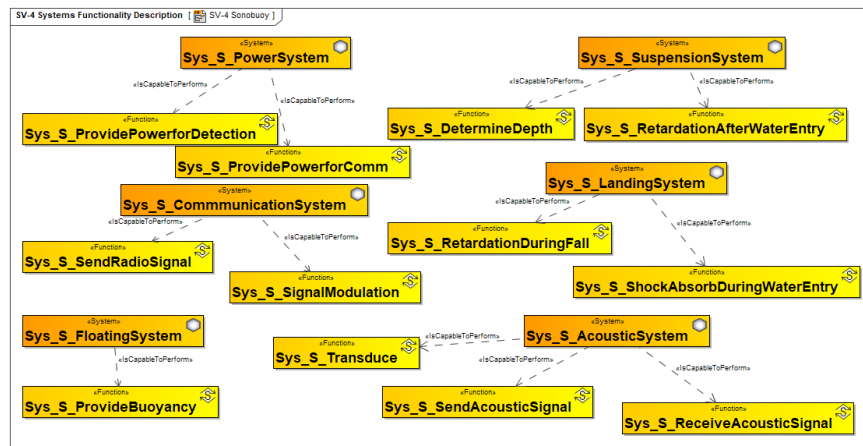 SV-4 Systems Functionality Description [ SV-4 Sonobuoy ]
«System»
Sys_S_PowerSystem
«System»
Sys_S_SuspensionSystem
«IsCapableToPerform»
«IsCapableToPerform»
«IsCapableToPerform»
«IsCapableToPerform»
«Function»
Sys_S_ProvidePowerforDetection
«Function»
Sys_S_DetermineDepth
«Function»
Sys_S_RetardationAfterWaterEntry
«Function»
Sys_S_ProvidePowerforComm
«System»
Sys_S_LandingSystem
«System»
Sys_S_CommmunicationSystem
«IsCapableToPerform»
«IsCapableToPerform»
«IsCapableToPerform»
«IsCapableToPerform»
«Function»
Sys_S_SendRadioSignal
«Function»
Sys_S_RetardationDuringFall
«Function»
Sys_S_SignalModulation
«Function»
Sys_S_ShockAbsorbDuringWaterEntry
«System»
Sys_S_FloatingSystem
«System»
Sys_S_AcousticSystem
«IsCapableToPerform»
«Function»
Sys_S_Transduce
«IsCapableToPerform»
«IsCapableToPerform»
«IsCapableToPerform»
«Function»
Sys_S_ProvideBuoyancy
«Function»
Sys_S_SendAcousticSignal
«Function»
Sys_S_ReceiveAcousticSignal